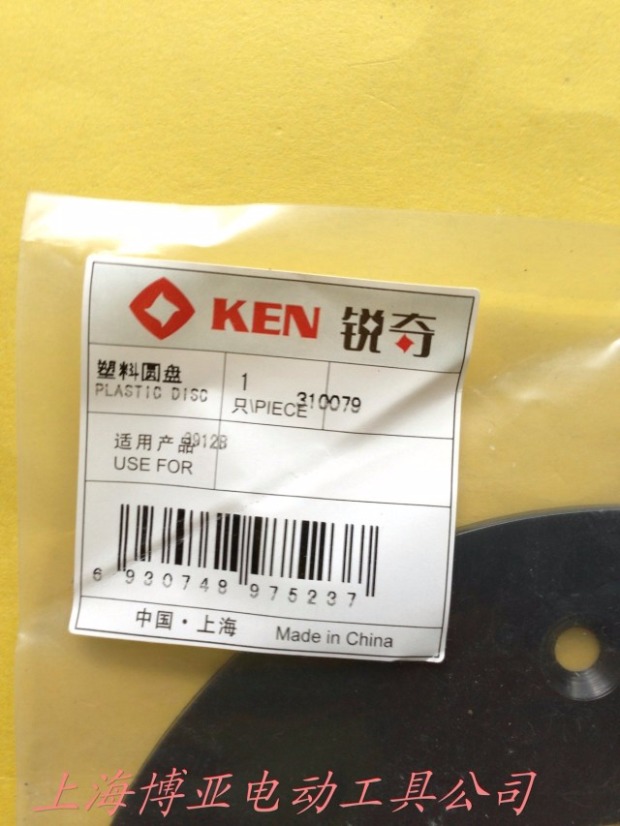 KEN 锐奇
塑料圆盘
PLASTIC DISC
1
只\PIECE
310079
适用产品
9912B
USE FOR
6 930748 975237
中国·上海 Made in China
上海博亚电动工具公司